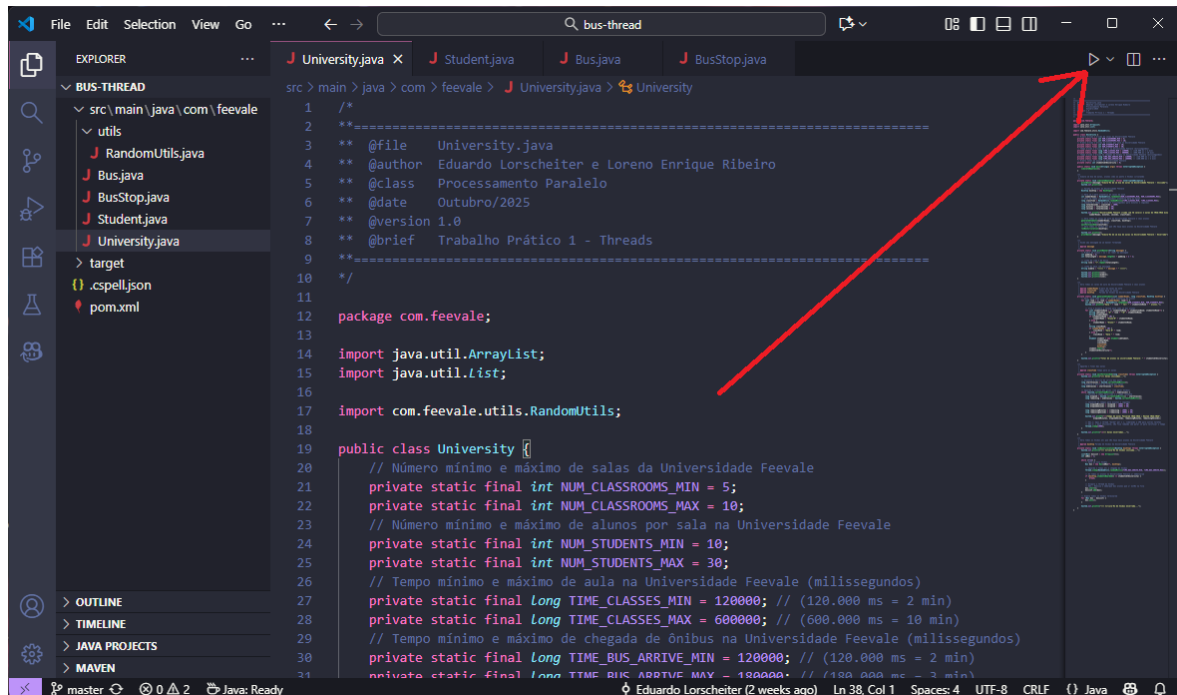 File Edit Selection View Go ··· bus-thread
EXPLORER ···
BUS-THREAD
src\main\java\com\feevale
utils
J RandomUtils.java
J Bus.java
J BusStop.java
J Student.java
J University.java
target
{} .cspell.json
pom.xml
OUTLINE
TIMELINE
JAVA PROJECTS
MAVEN
J University.java J Student.java J Bus.java J BusStop.java
src > main > java > com > feevale > J University.java > University
1 /*
2 **===========================================================================
3 ** @file University.java
4 ** @author Eduardo Lorscheiter e Loreno Enrique Ribeiro
5 ** @class Processamento Paralelo
6 ** @date Outubro/2025
7 ** @version 1.0
8 ** @brief Trabalho Prático 1 - Threads
9 **===========================================================================
10 */
11
12 package com.feevale;
13
14 import java.util.ArrayList;
15 import java.util.List;
16
17 import com.feevale.utils.RandomUtils;
18
19 public class University {
20 // Número mínimo e máximo de salas da Universidade Feevale
21 private static final int NUM_CLASSROOMS_MIN = 5;
22 private static final int NUM_CLASSROOMS_MAX = 10;
23 // Número mínimo e máximo de alunos por sala na Universidade Feevale
24 private static final int NUM_STUDENTS_MIN = 10;
25 private static final int NUM_STUDENTS_MAX = 30;
26 // Tempo mínimo e máximo de aula na Universidade Feevale (milissegundos)
27 private static final long TIME_CLASSES_MIN = 120000; // (120.000 ms = 2 min)
28 private static final long TIME_CLASSES_MAX = 600000; // (600.000 ms = 10 min)
29 // Tempo mínimo e máximo de chegada de ônibus na Universidade Feevale (milissegundos)
30 private static final long TIME_BUS_ARRIVE_MIN = 120000; // (120.000 ms = 2 min)
31 private static final long TIME_BUS_ARRIVE_MAX = 180000; // (180.000 ms = 3 min)
master 0 2 Java: Ready Eduardo Lorscheiter (2 weeks ago) Ln 38, Col 1 Spaces: 4 UTF-8 CRLF {} Java